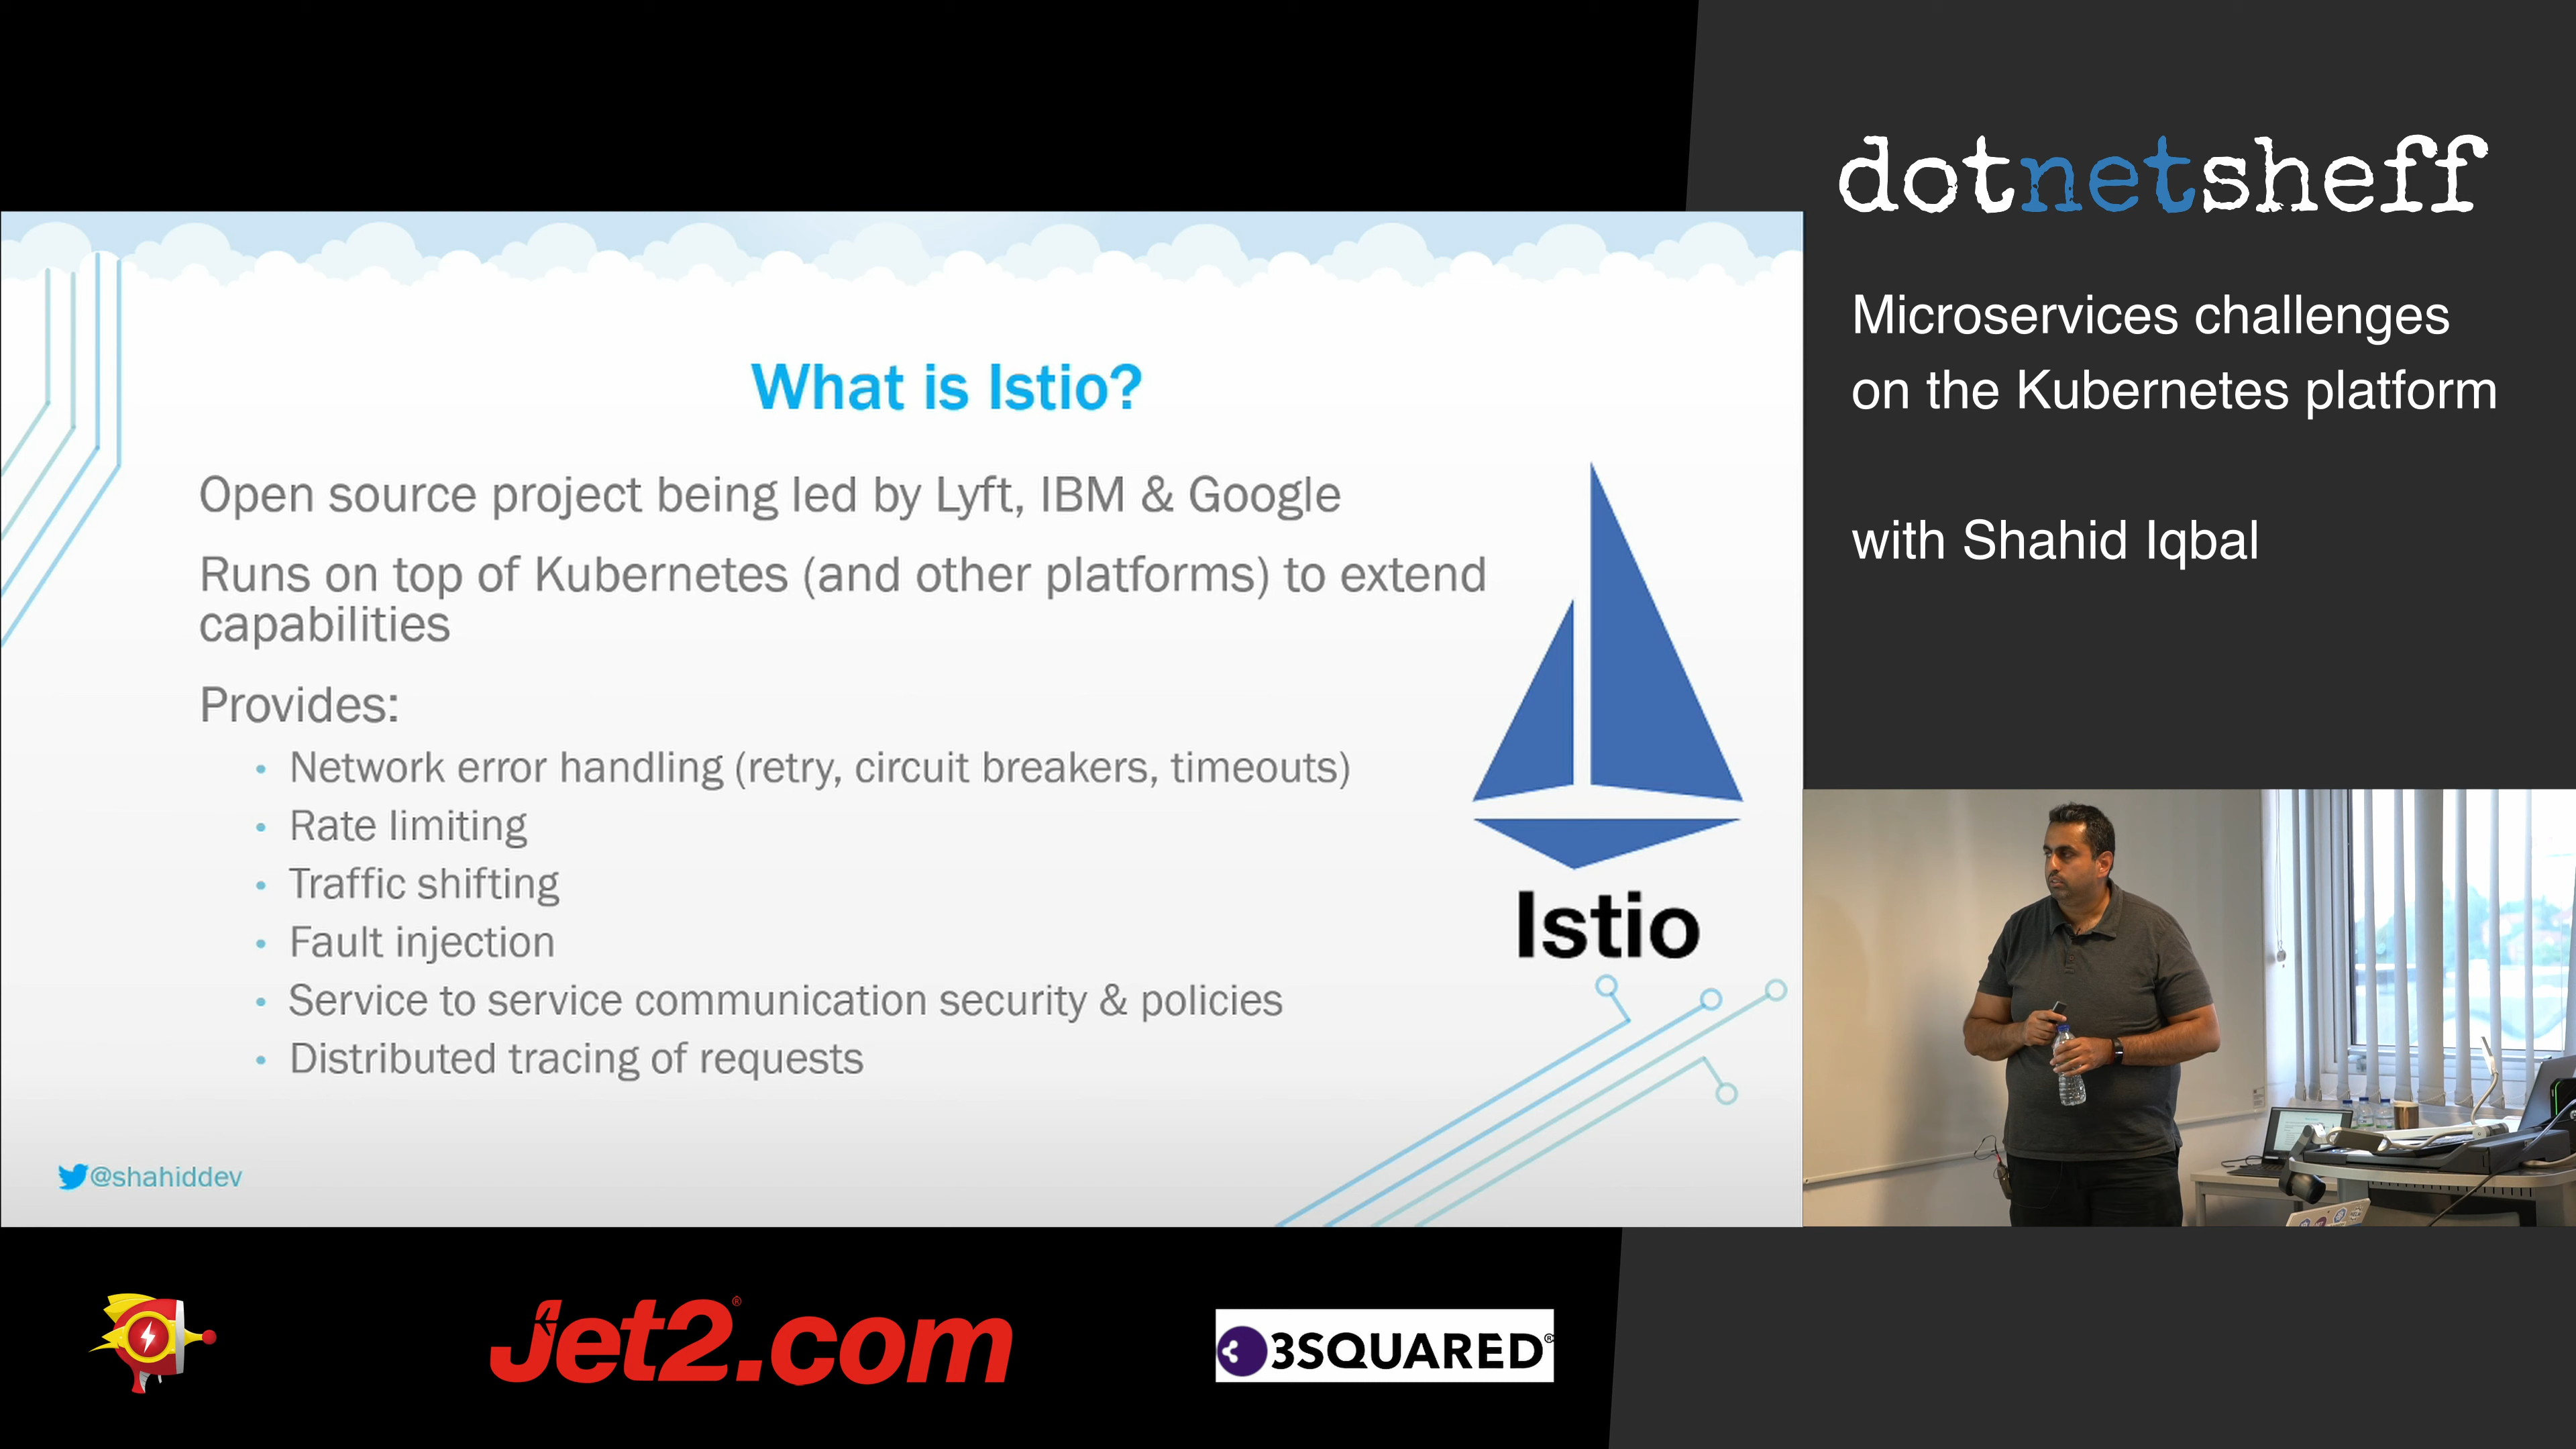 dotnetsheff
Microservices challenges
on the Kubernetes platform
with Shahid Iqbal
What is Istio?
Open source project being led by Lyft, IBM & Google
Runs on top of Kubernetes (and other platforms) to extend
capabilities
Provides:
• Network error handling (retry, circuit breakers, timeouts)
• Rate limiting
• Traffic shifting
• Fault injection
• Service to service communication security & policies
• Distributed tracing of requests
Istio
@shahiddev
Jet2.com®
3SQUARED®